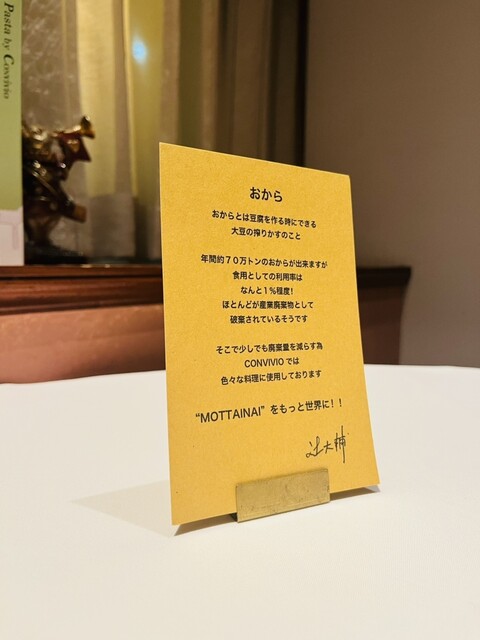 Pasta by Convivio
おから
おからとは豆腐を作る時にできる
大豆の搾りかすのこと
年間約７０万トンのおからが出来ますが
食用としての利用率は
なんと１％程度！
ほとんどが産業廃棄物として
破棄されているそうです
そこで少しでも廃棄量を減らす為
CONVIVIO では
色々な料理に使用しております
“MOTTAINAI” をもっと世界に！！
辻大輔